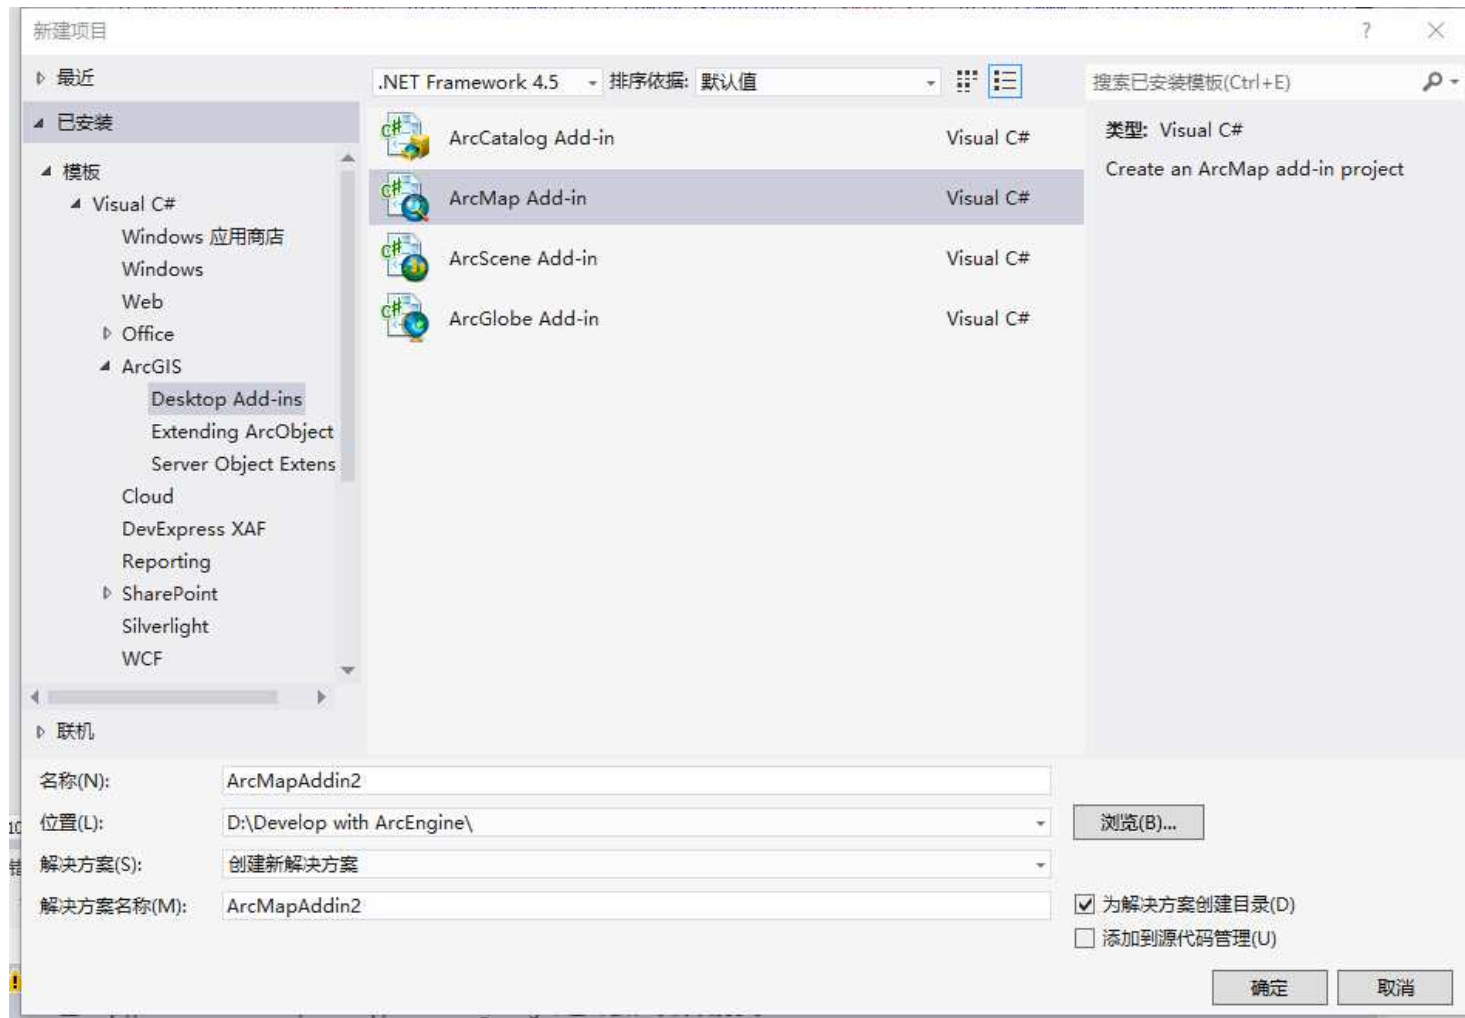 新建项目
?
最近
.NET Framework 4.5
排序依据:
默认值
搜索已安装模板(Ctrl+E)
已安装
模板
Visual C#
Windows 应用商店
Windows
Web
Office
ArcGIS
Desktop Add-ins
Extending ArcObject
Server Object Extens
Cloud
DevExpress XAF
Reporting
SharePoint
Silverlight
WCF
联机
ArcCatalog Add-in Visual C#
ArcMap Add-in Visual C#
ArcScene Add-in Visual C#
ArcGlobe Add-in Visual C#
类型: Visual C#
Create an ArcMap add-in project
名称(N): ArcMapAddin2
位置(L): D:\Develop with ArcEngine\
浏览(B)...
解决方案(S): 创建新解决方案
解决方案名称(M): ArcMapAddin2
为解决方案创建目录(D)
添加到源代码管理(U)
确定
取消